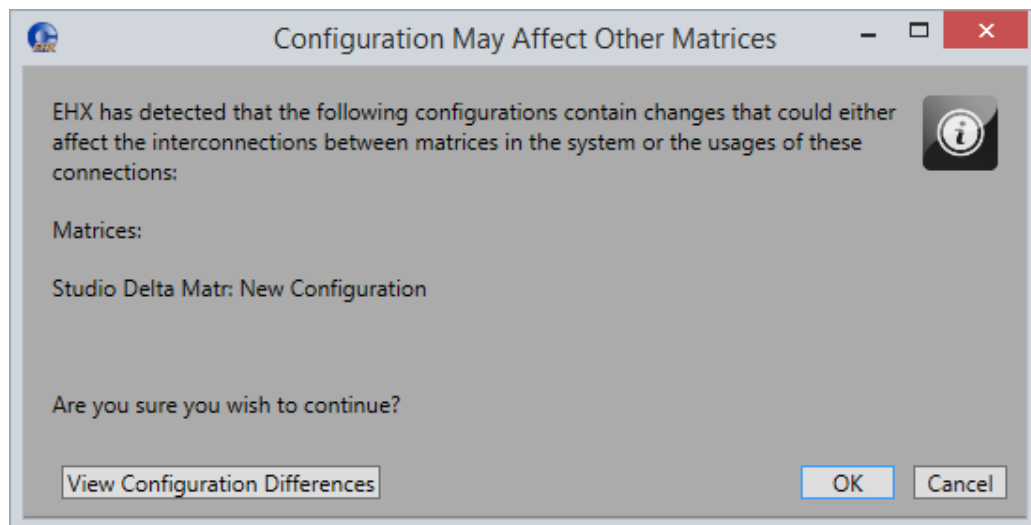 Configuration May Affect Other Matrices
EHX has detected that the following configurations contain changes that could either
affect the interconnections between matrices in the system or the usages of these
connections:
Matrices:
Studio Delta Matr: New Configuration
Are you sure you wish to continue?
View Configuration Differences
OK
Cancel